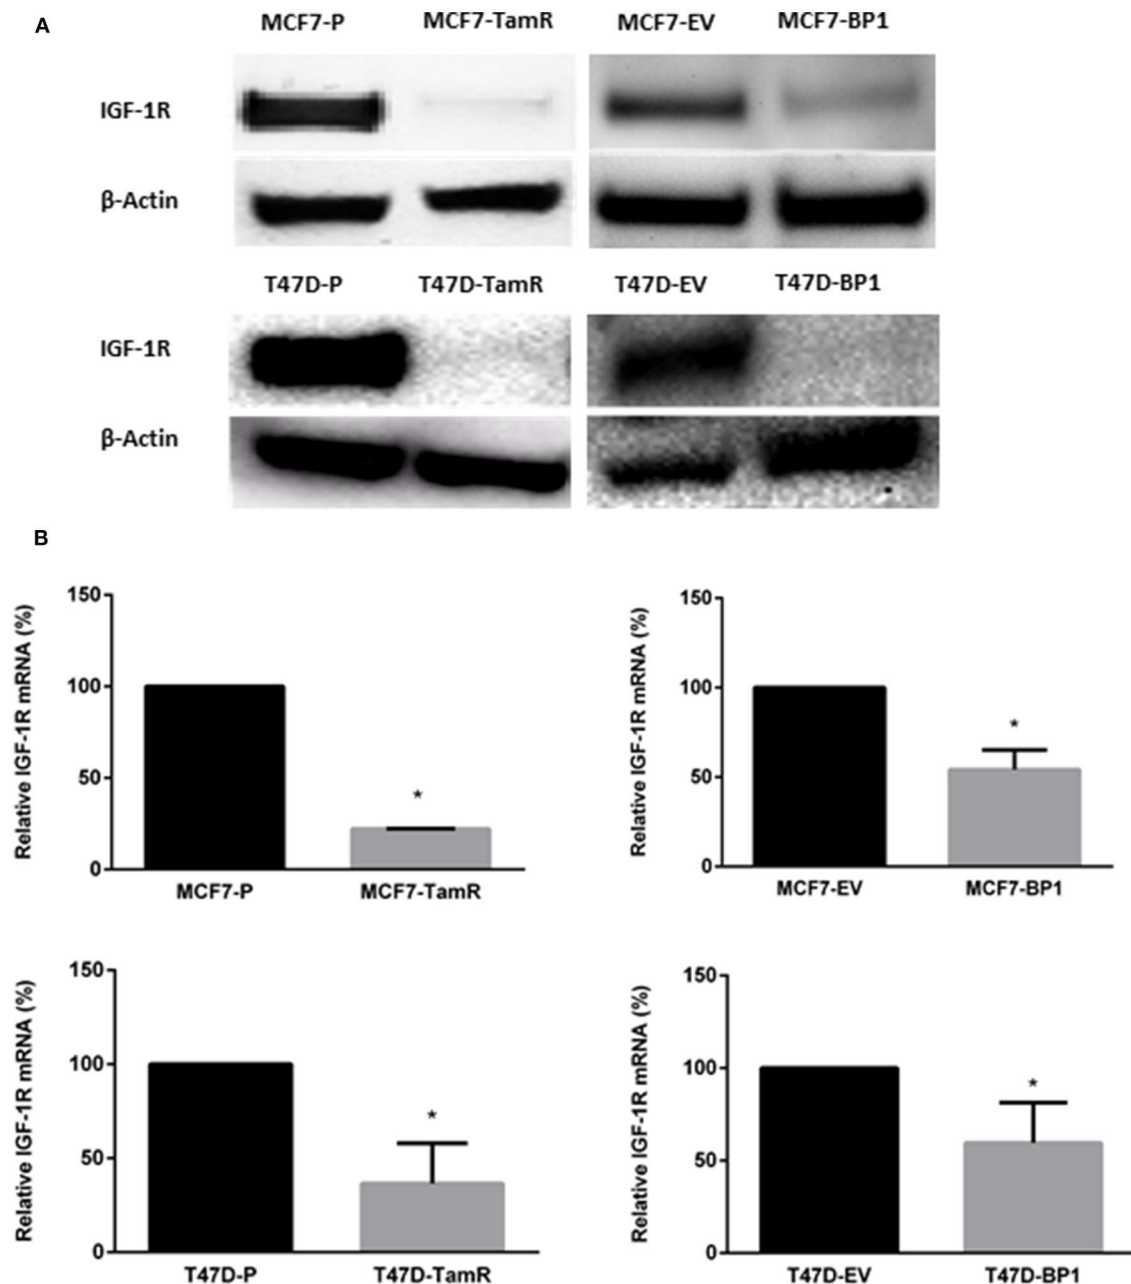 A
MCF7-P MCF7-TamR MCF7-EV MCF7-BP1
IGF-1R
β-Actin
T47D-P T47D-TamR T47D-EV T47D-BP1
IGF-1R
β-Actin
B
Relative IGF-1R mRNA (%)
150
100
50
0
*
MCF7-P MCF7-TamR
Relative IGF-1R mRNA (%)
150
100
50
0
*
MCF7-EV MCF7-BP1
Relative IGF-1R mRNA (%)
150
100
50
0
*
T47D-P T47D-TamR
Relative IGF-1R mRNA (%)
150
100
50
0
*
T47D-EV T47D-BP1